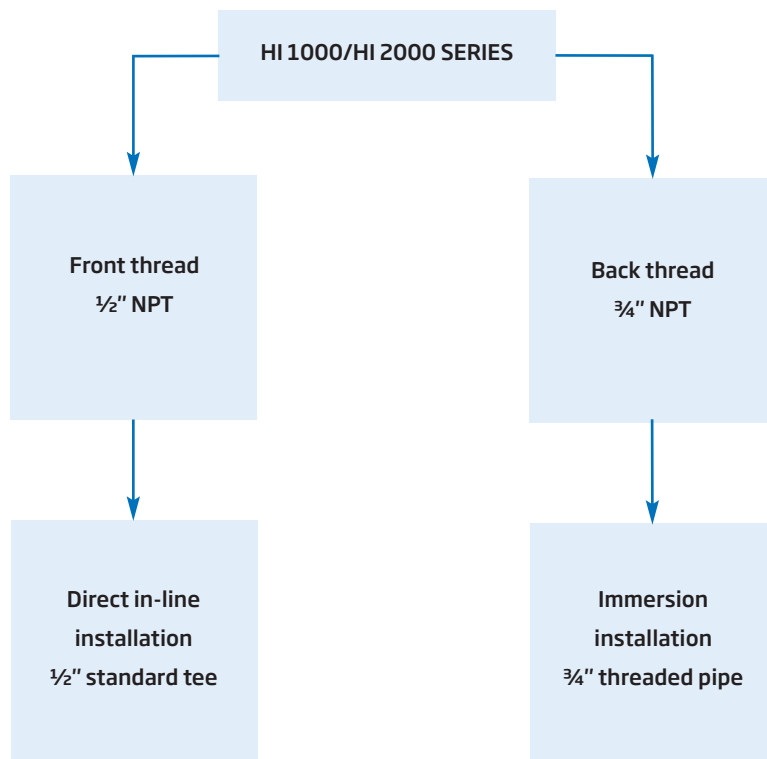 HI 1000/HI 2000 SERIES
Front thread
½" NPT
Back thread
¾" NPT
Direct in-line
installation
½" standard tee
Immersion
installation
¾" threaded pipe